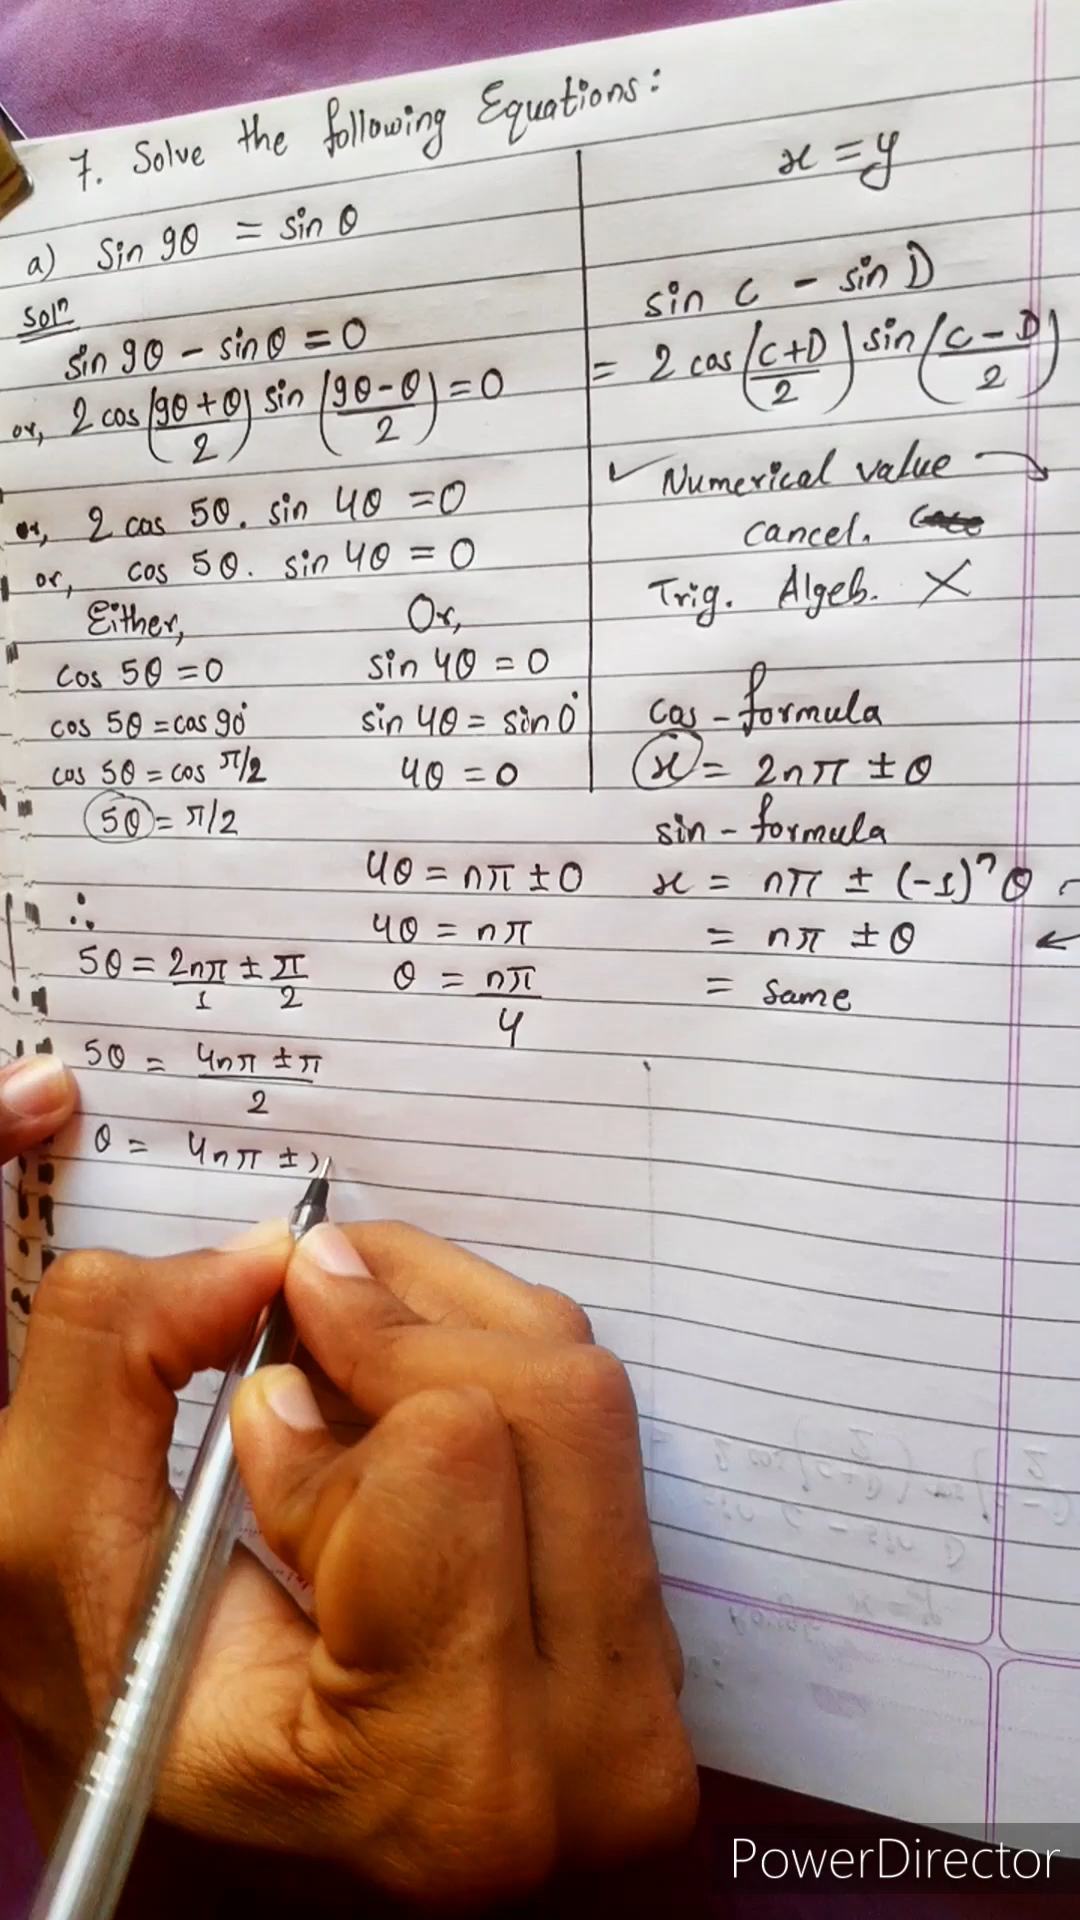 7. Solve the following Equations:
a) Sin 9θ = sin θ
Solⁿ
sin 9θ - sin θ = 0
or, 2 cos (9θ + θ / 2) sin (9θ - θ / 2) = 0
or, 2 cos 5θ. sin 4θ = 0
or, cos 5θ. sin 4θ = 0
Either,
cos 5θ = 0
cos 5θ = cos 90°
cos 5θ = cos π/2
5θ = π/2
∴
5θ = 2nπ/1 ± π/2
5θ = 4nπ ± π / 2
θ = 4nπ ±
Or,
sin 4θ = 0
sin 4θ = sin 0°
4θ = 0
4θ = nπ ± 0
4θ = nπ
θ = nπ/4
x = y
sin C - sin D
= 2 cos (C+D / 2) sin (C-D / 2)
✓ Numerical value →
cancel.
Trig. Algeb. ×
cos - formula
x = 2nπ ± θ
sin - formula
x = nπ ± (-1)ⁿ θ
= nπ ± θ ←
= same
PowerDirector